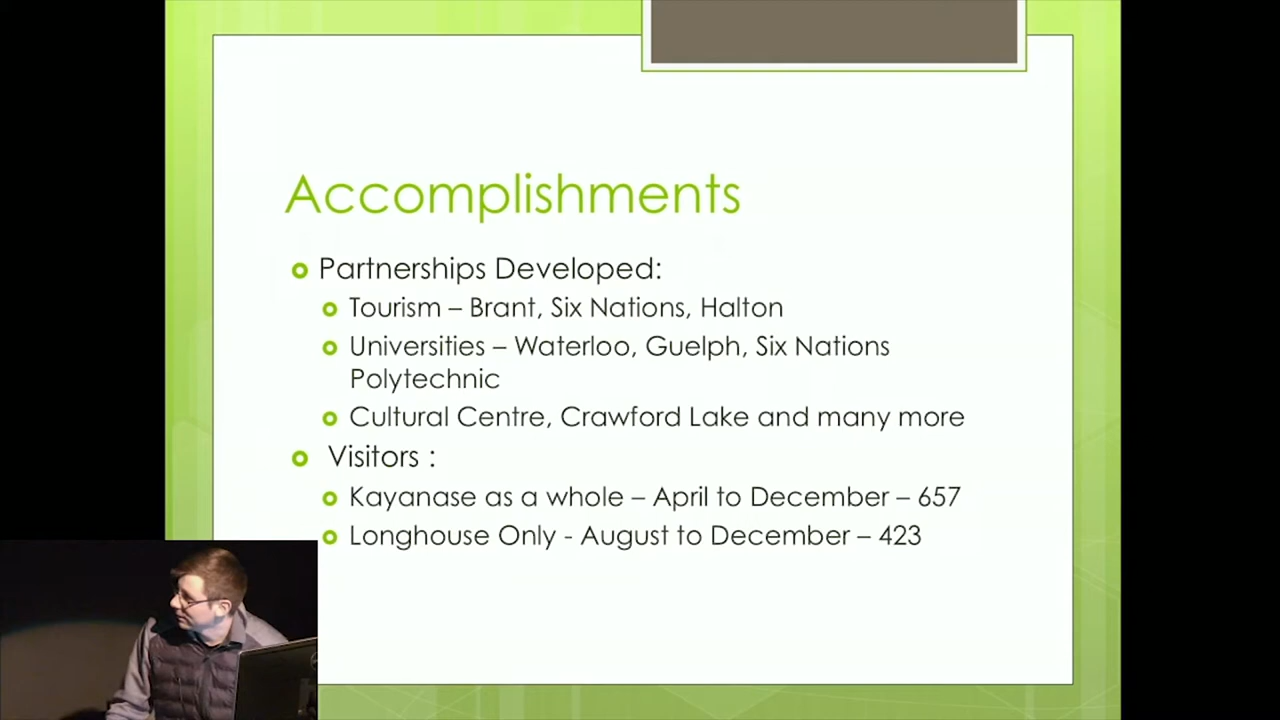 Accomplishments
Partnerships Developed:
Tourism – Brant, Six Nations, Halton
Universities – Waterloo, Guelph, Six Nations
Polytechnic
Cultural Centre, Crawford Lake and many more
Visitors :
Kayanase as a whole – April to December – 657
Longhouse Only - August to December – 423